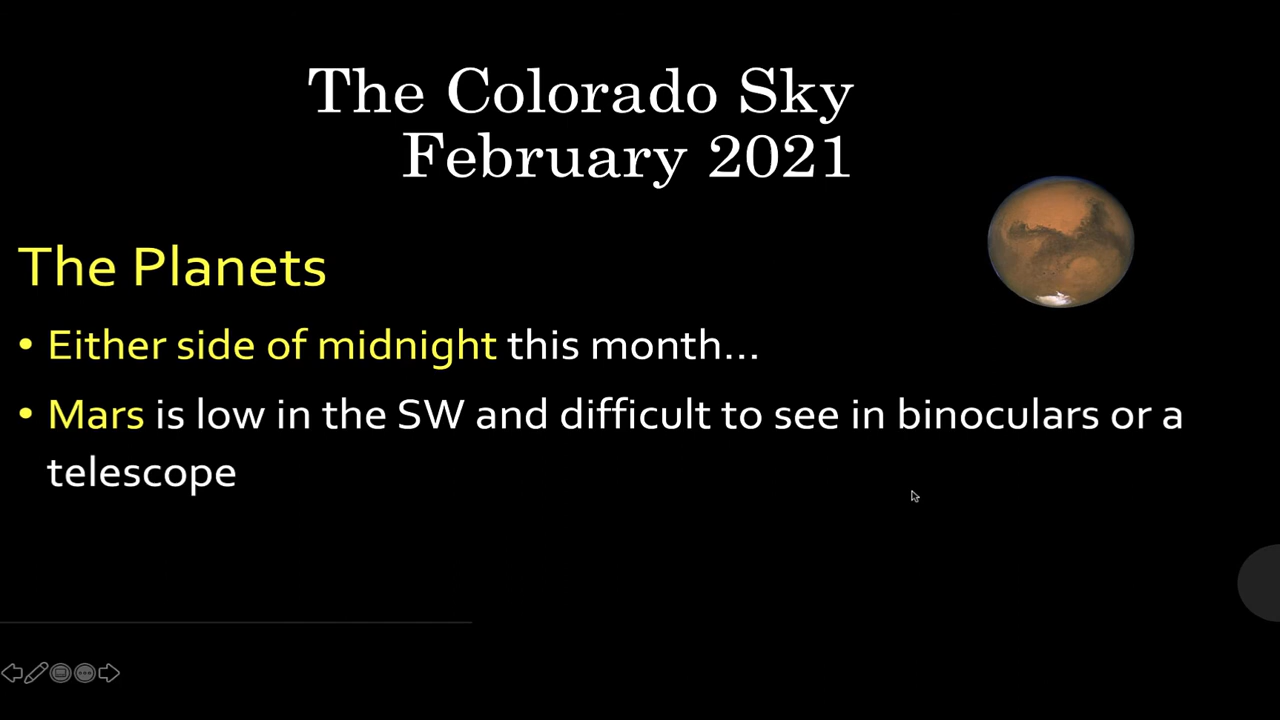 The Colorado Sky
February 2021
The Planets
• Either side of midnight this month...
• Mars is low in the SW and difficult to see in binoculars or a
telescope